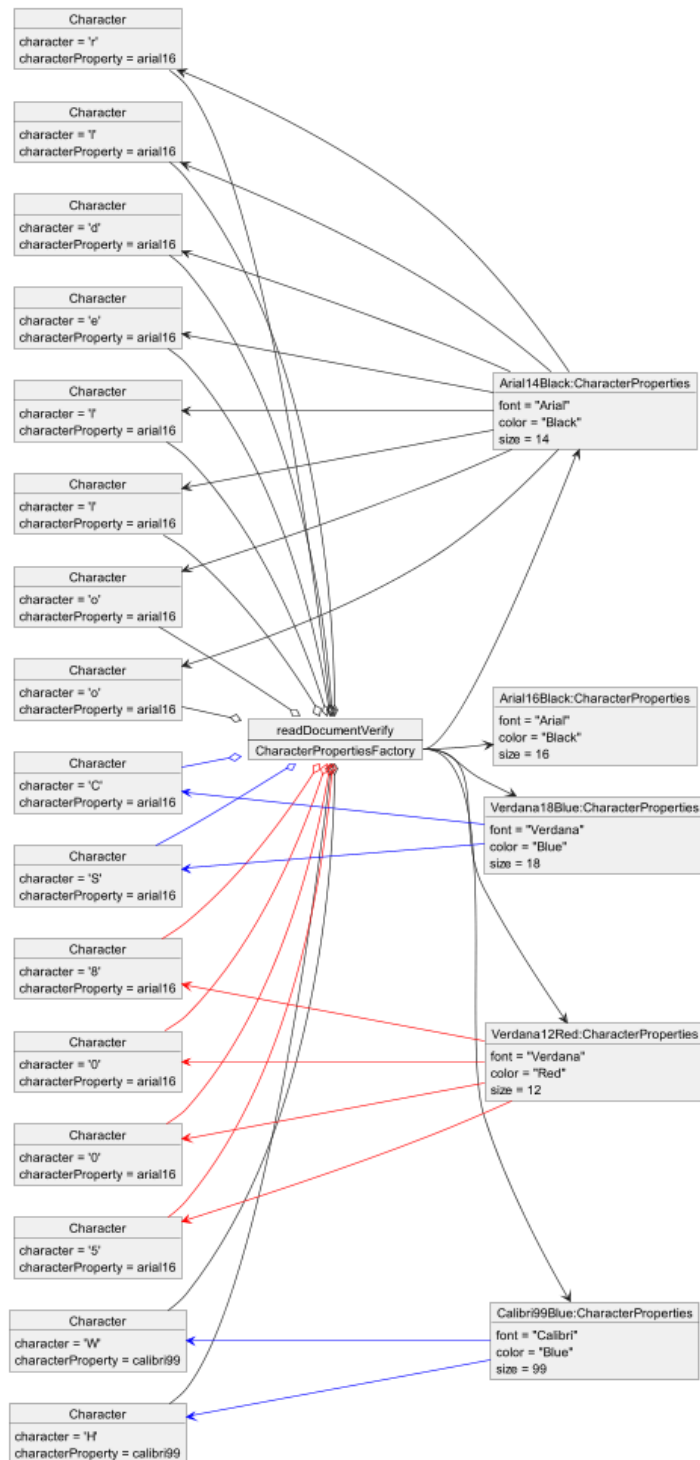 Character
character = 'r'
characterProperty = arial16
Character
character = 'l'
characterProperty = arial16
Character
character = 'd'
characterProperty = arial16
Character
character = 'e'
characterProperty = arial16
Character
character = 'l'
characterProperty = arial16
Character
character = 'l'
characterProperty = arial16
Character
character = 'o'
characterProperty = arial16
Character
character = 'o'
characterProperty = arial16
Character
character = 'C'
characterProperty = arial16
Character
character = 'S'
characterProperty = arial16
Character
character = '8'
characterProperty = arial16
Character
character = '0'
characterProperty = arial16
Character
character = '0'
characterProperty = arial16
Character
character = '5'
characterProperty = arial16
Character
character = 'W'
characterProperty = calibri99
Character
character = 'H'
characterProperty = calibri99
readDocumentVerify
CharacterPropertiesFactory
Arial14Black:CharacterProperties
font = "Arial"
color = "Black"
size = 14
Arial16Black:CharacterProperties
font = "Arial"
color = "Black"
size = 16
Verdana18Blue:CharacterProperties
font = "Verdana"
color = "Blue"
size = 18
Verdana12Red:CharacterProperties
font = "Verdana"
color = "Red"
size = 12
Calibri99Blue:CharacterProperties
font = "Calibri"
color = "Blue"
size = 99